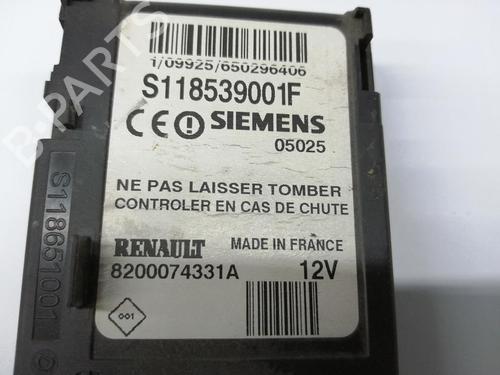 1/09925/650296406
S118539001F
CE SIEMENS
05025
NE PAS LAISSER TOMBER
CONTROLER EN CAS DE CHUTE
RENAULT MADE IN FRANCE
8200074331A 12V
001
S118651001
B-PARTS